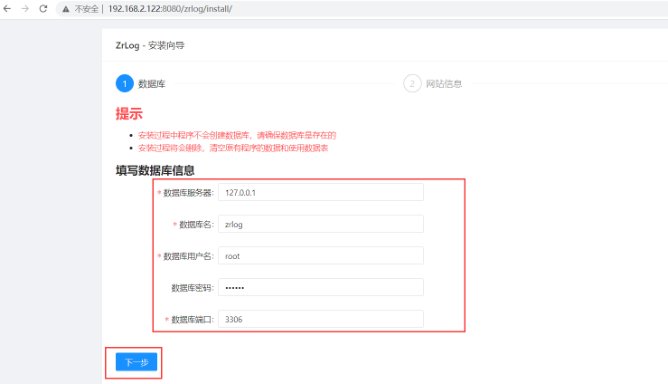 不安全 | 192.168.2.122:8080/zrlog/install/
ZrLog - 安装向导
1 数据库
2 网站信息
提示
• 安装过程中程序不会创建数据库，请确保数据库是存在的
• 安装过程将会删除、清空原有程序的数据和使用数据表
填写数据库信息
* 数据库服务器: 127.0.0.1
* 数据库名: zrlog
* 数据库用户名: root
数据库密码: ••••••
* 数据库端口: 3306
下一步